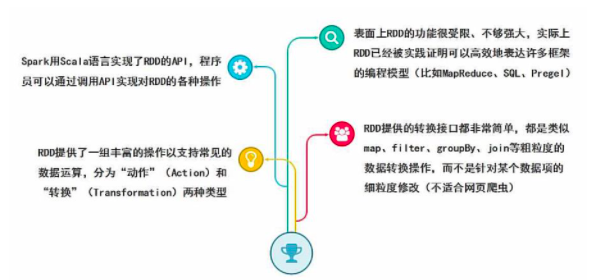 Spark用Scala语言实现了RDD的API，程序
员可以通过调用API实现对RDD的各种操作
表面上RDD的功能很受限、不够强大，实际上
RDD已经被实践证明可以高效地表达许多框架
的编程模型（比如MapReduce、SQL、Pregel）
RDD提供了一组丰富的操作以支持常见的
数据运算，分为“动作”（Action）和
“转换”（Transformation）两种类型
RDD提供的转换接口都非常简单，都是类似
map、filter、groupBy、join等粗粒度的
数据转换操作，而不是针对某个数据项的
细粒度修改（不适合网页爬虫）